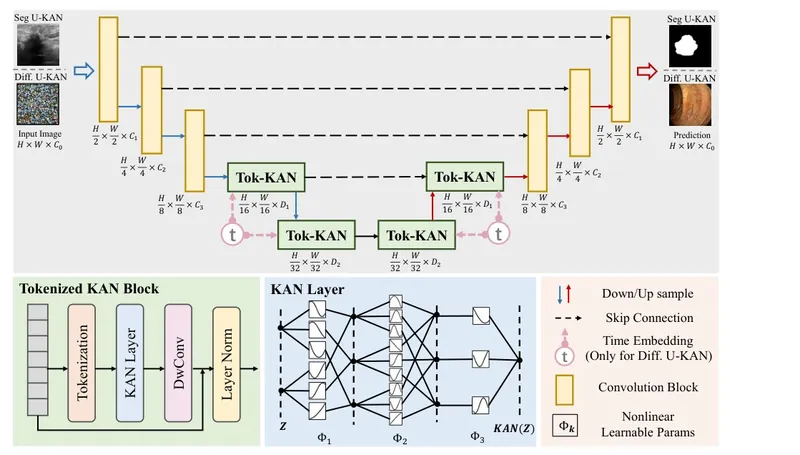 Seg U-KAN
Diff. U-KAN
Input Image
H × W × C₀
H/2 × W/2 × C₁
H/4 × W/4 × C₂
H/8 × W/8 × C₃
Tok-KAN
H/16 × W/16 × D₁
t
Tok-KAN
H/32 × W/32 × D₂
Tok-KAN
H/32 × W/32 × D₂
Tok-KAN
H/16 × W/16 × D₁
t
H/8 × W/8 × C₃
H/4 × W/4 × C₂
H/2 × W/2 × C₁
Seg U-KAN
Diff. U-KAN
Prediction
H × W × C₀
Tokenized KAN Block
Tokenization
KAN Layer
DwConv
Layer Norm
KAN Layer
Z
Φ₁
Φ₂
Φ₃
KAN(Z)
Down/Up sample
Skip Connection
t
Time Embedding
(Only for Diff. U-KAN)
Convolution Block
Φₖ
Nonlinear
Learnable Params